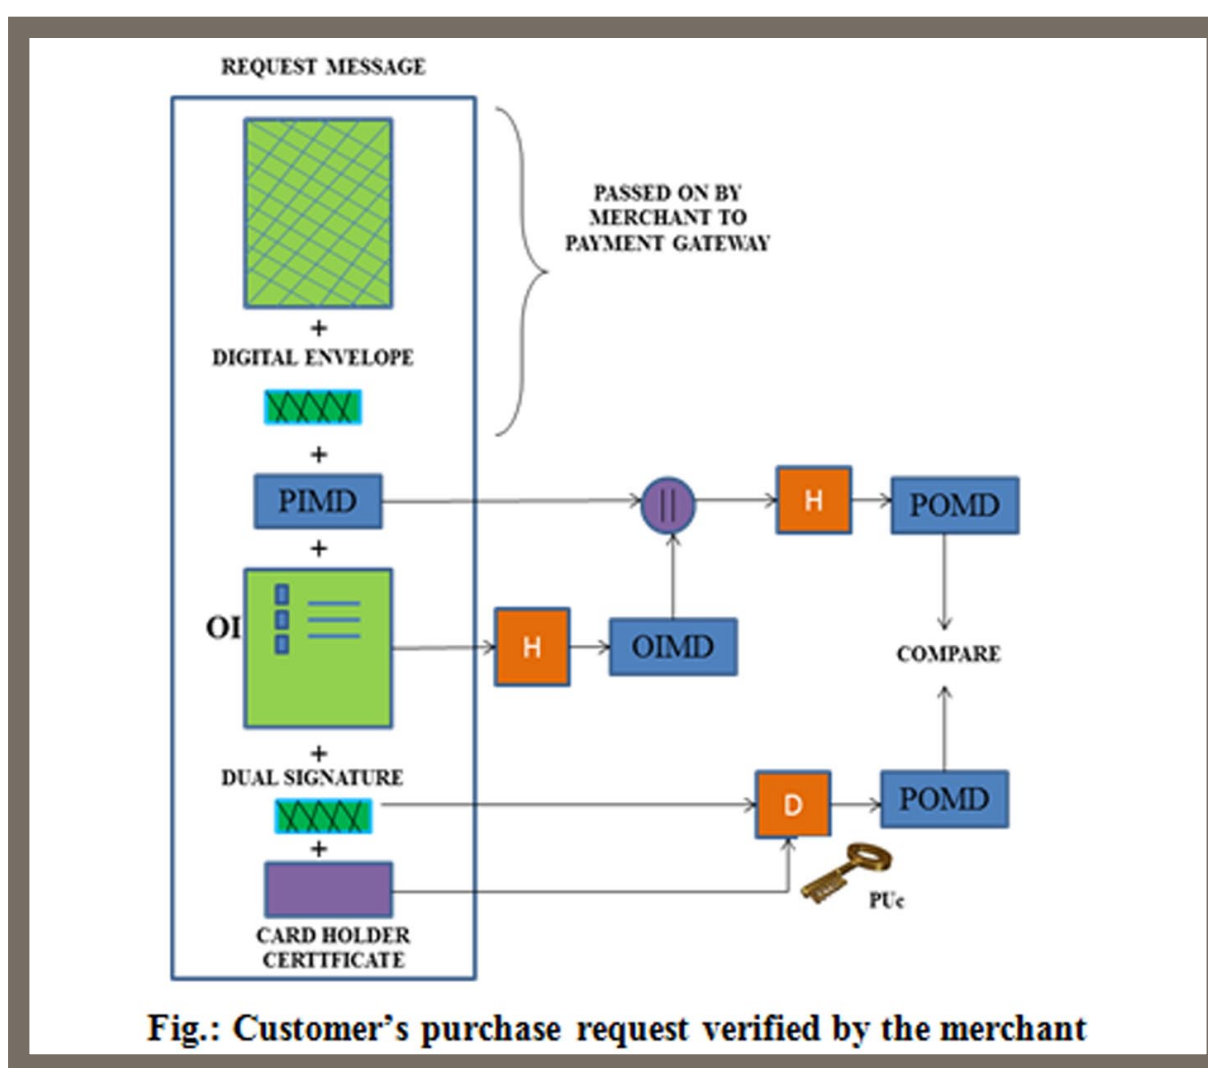 REQUEST MESSAGE
PASSED ON BY
MERCHANT TO
PAYMENT GATEWAY
+
DIGITAL ENVELOPE
+
PIMD
||
H
POMD
+
OI
H
OIMD
COMPARE
+
DUAL SIGNATURE
D
POMD
+
PUc
CARD HOLDER
CERTTFICATE
Fig.: Customer’s purchase request verified by the merchant